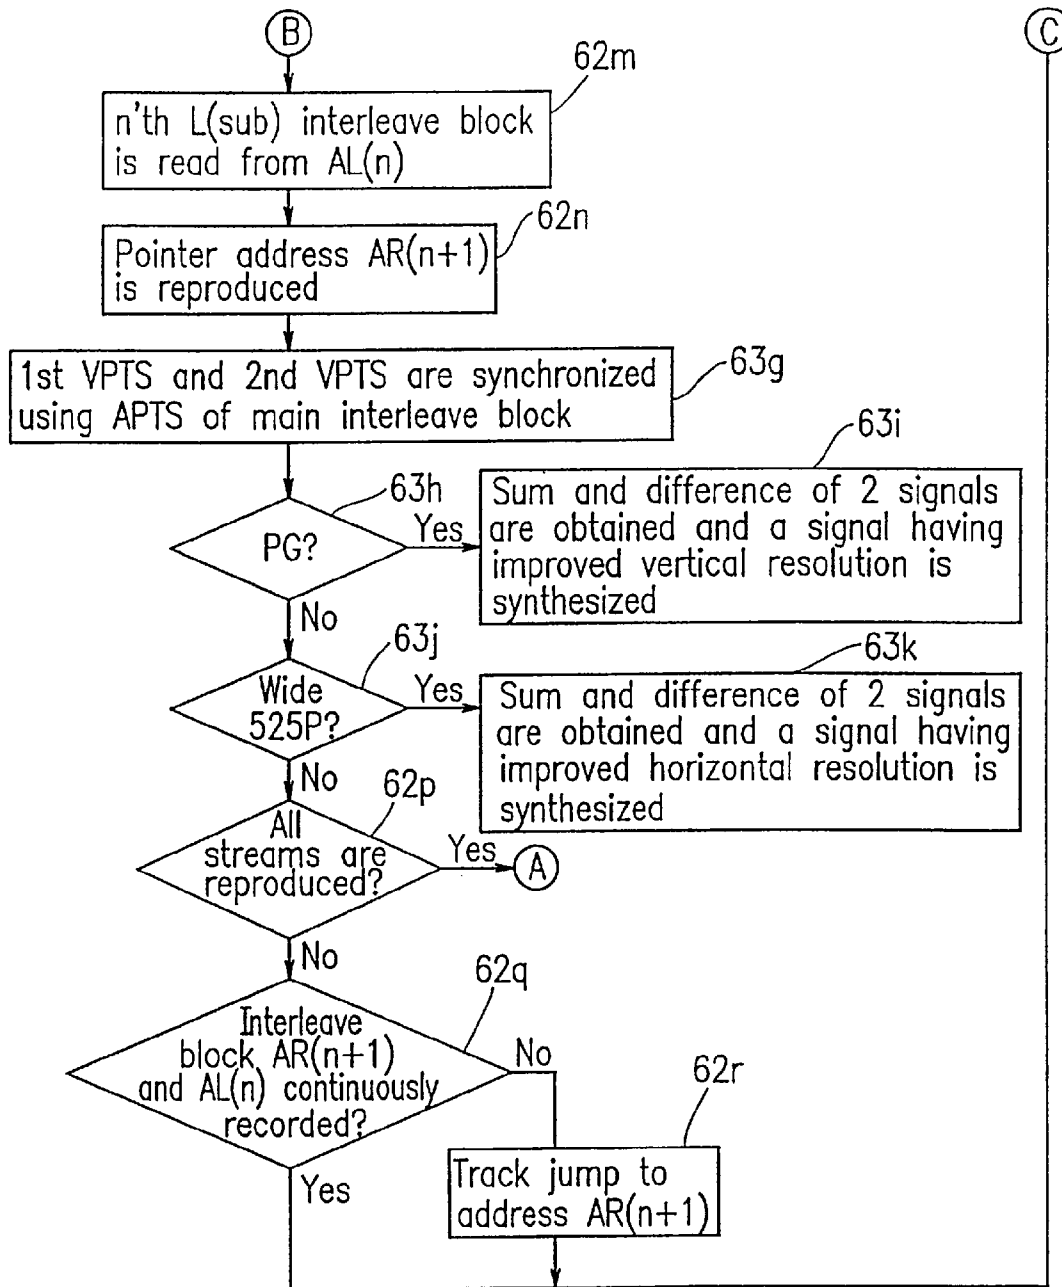 B
C
62m
n'th L(sub) interleave block
is read from AL(n)
62n
Pointer address AR(n+1)
is reproduced
63g
1st VPTS and 2nd VPTS are synchronized
using APTS of main interleave block
63i
63h
PG?
Yes
Sum and difference of 2 signals
are obtained and a signal having
improved vertical resolution is
synthesized
No
63j
63k
Wide
525P?
Yes
Sum and difference of 2 signals
are obtained and a signal having
improved horizontal resolution is
synthesized
No
62p
All
streams are
reproduced?
Yes
A
No
62q
Interleave
block AR(n+1)
and AL(n) continuously
recorded?
No
62r
Yes
Track jump to
address AR(n+1)